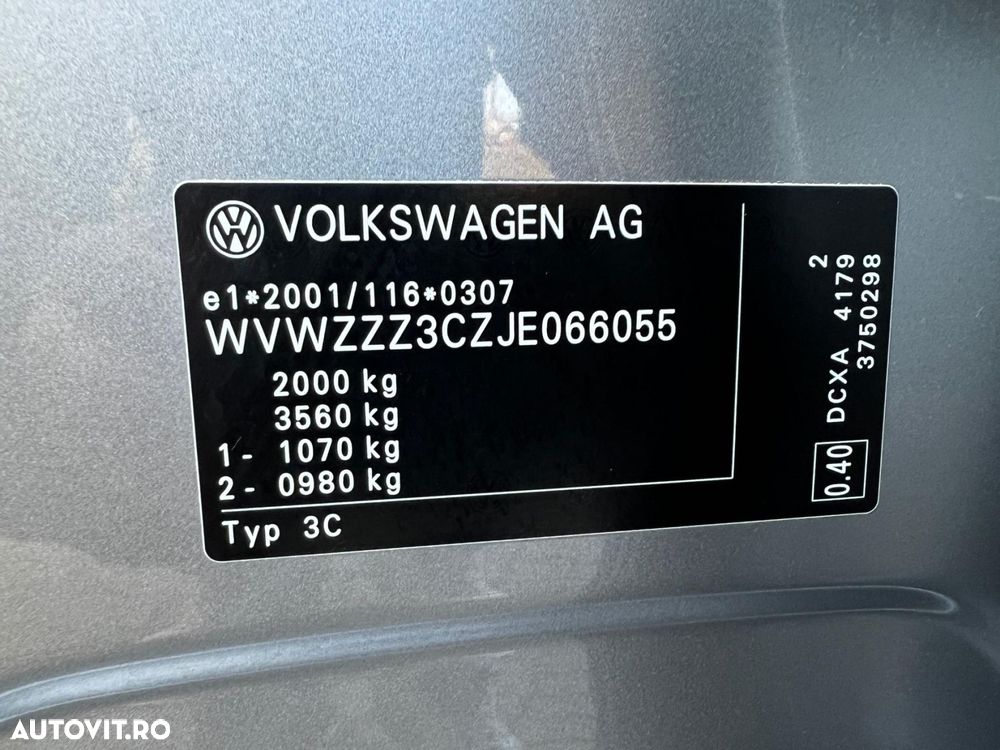 VOLKSWAGEN AG
e1*2001/116*0307
WVWZZZ3CZJE066055
2000 kg
3560 kg
1- 1070 kg
2- 0980 kg
Typ 3C
2
DCXA 4179
3750298
0.40
AUTOVIT.RO